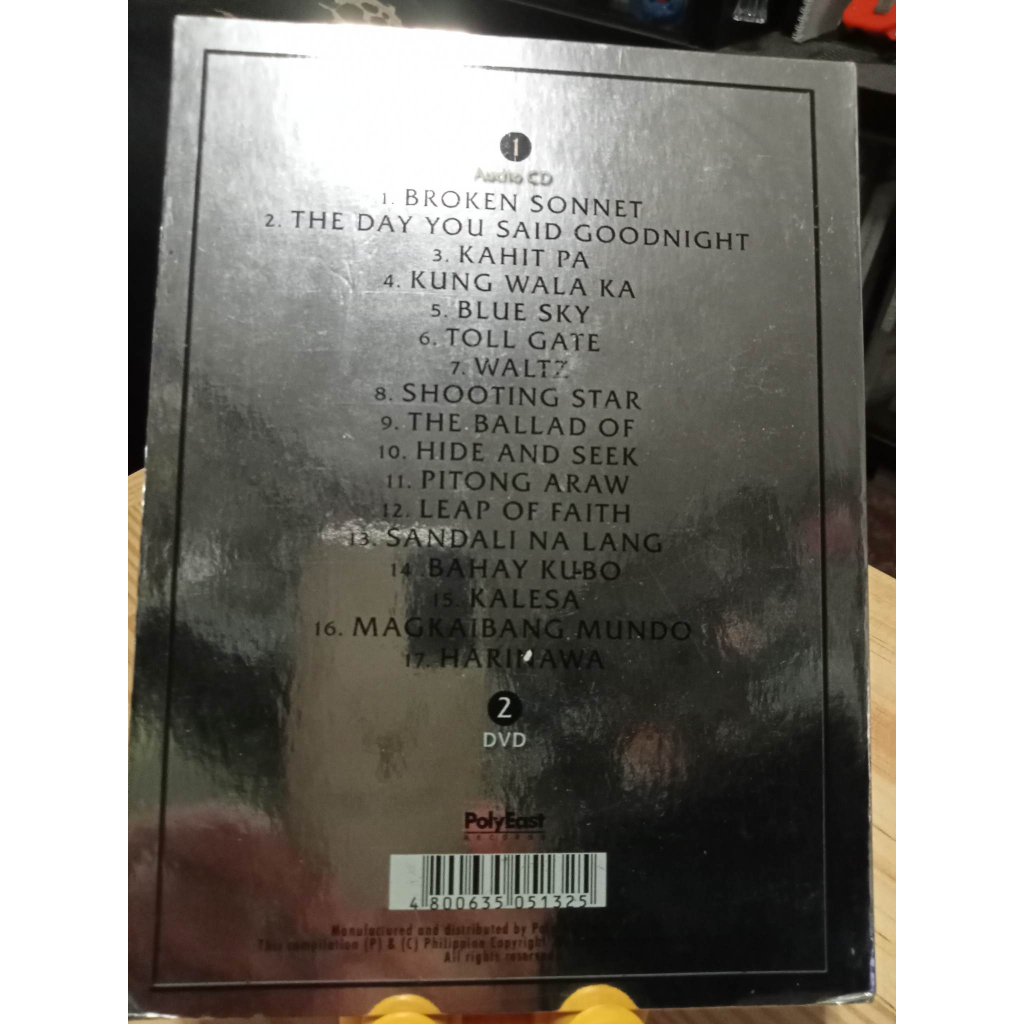 1
Audio CD
1. BROKEN SONNET
2. THE DAY YOU SAID GOODNIGHT
3. KAHIT PA
4. KUNG WALA KA
5. BLUE SKY
6. TOLL GATE
7. WALTZ
8. SHOOTING STAR
9. THE BALLAD OF
10. HIDE AND SEEK
11. PITONG ARAW
12. LEAP OF FAITH
13. SANDALI NA LANG
14. BAHAY KUBO
15. KALESA
16. MAGKAIBANG MUNDO
17. HARINAWA
2
DVD
PolyEast
RECORDS
4 800635 051325
Manufactured and distributed by
This compilation (P) & (C) Philippine Copyright
All rights reserved